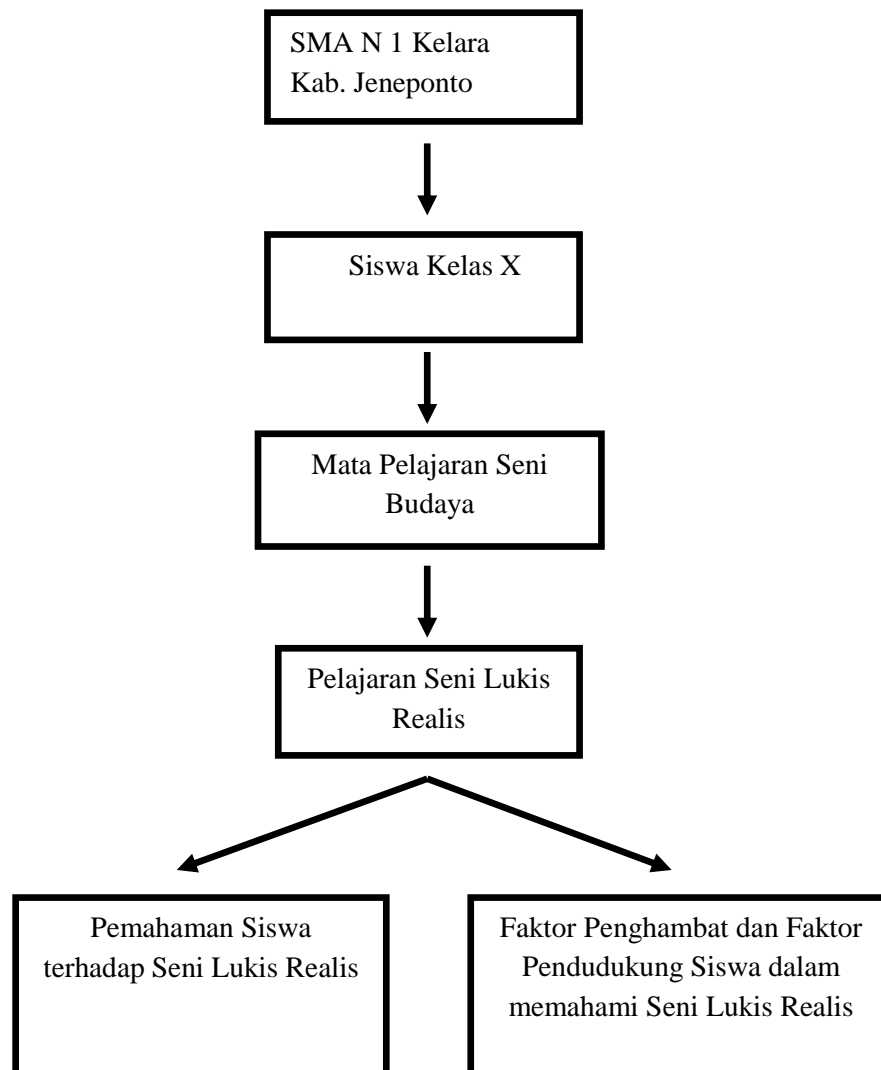 SMA N 1 Kelara
Kab. Jeneponto
Siswa Kelas X
Mata Pelajaran Seni
Budaya
Pelajaran Seni Lukis
Realis
Pemahaman Siswa
terhadap Seni Lukis Realis
Faktor Penghambat dan Faktor
Pendudukung Siswa dalam
memahami Seni Lukis Realis